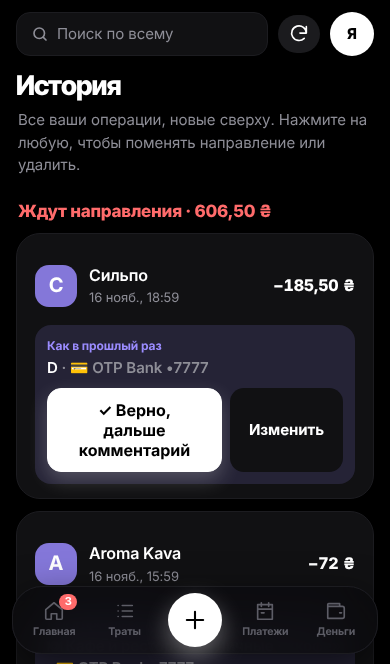 Поиск по всему
Я
История
Все ваши операции, новые сверху. Нажмите на
любую, чтобы поменять направление или
удалить.
Ждут направления · 606,50 ₴
С
Сильпо
16 нояб., 18:59
−185,50 ₴
Как в прошлый раз
D · 💳 OTP Bank •7777
✓ Верно,
дальше
комментарий
Изменить
A
Aroma Kava
16 нояб., 15:59
−72 ₴
3
Главная
Траты
+
Платежи
Деньги